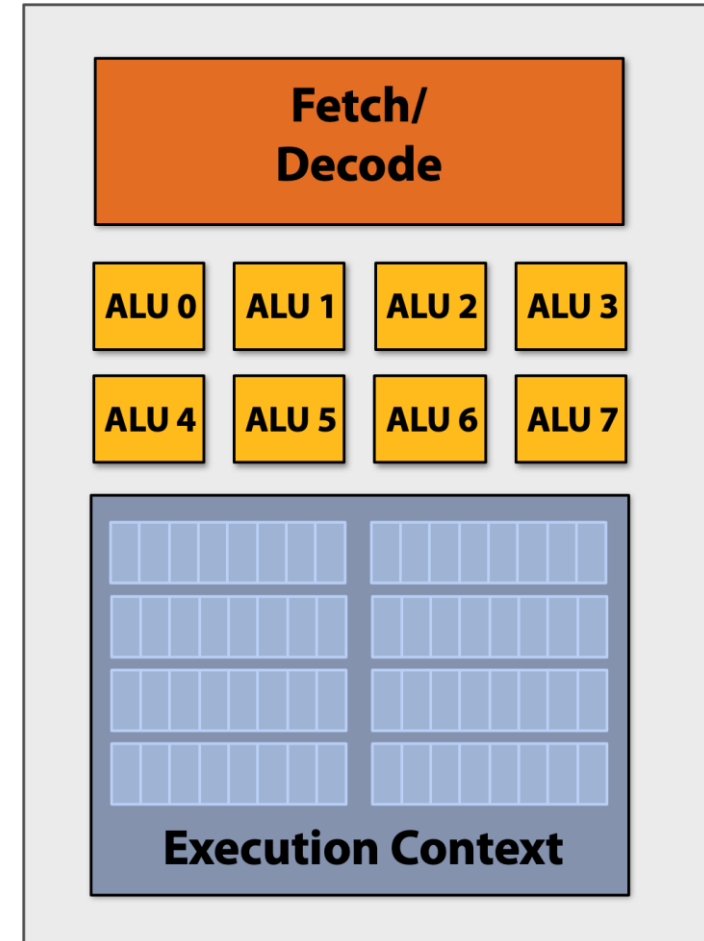 Fetch/
Decode
ALU 0 ALU 1 ALU 2 ALU 3
ALU 4 ALU 5 ALU 6 ALU 7
Execution Context